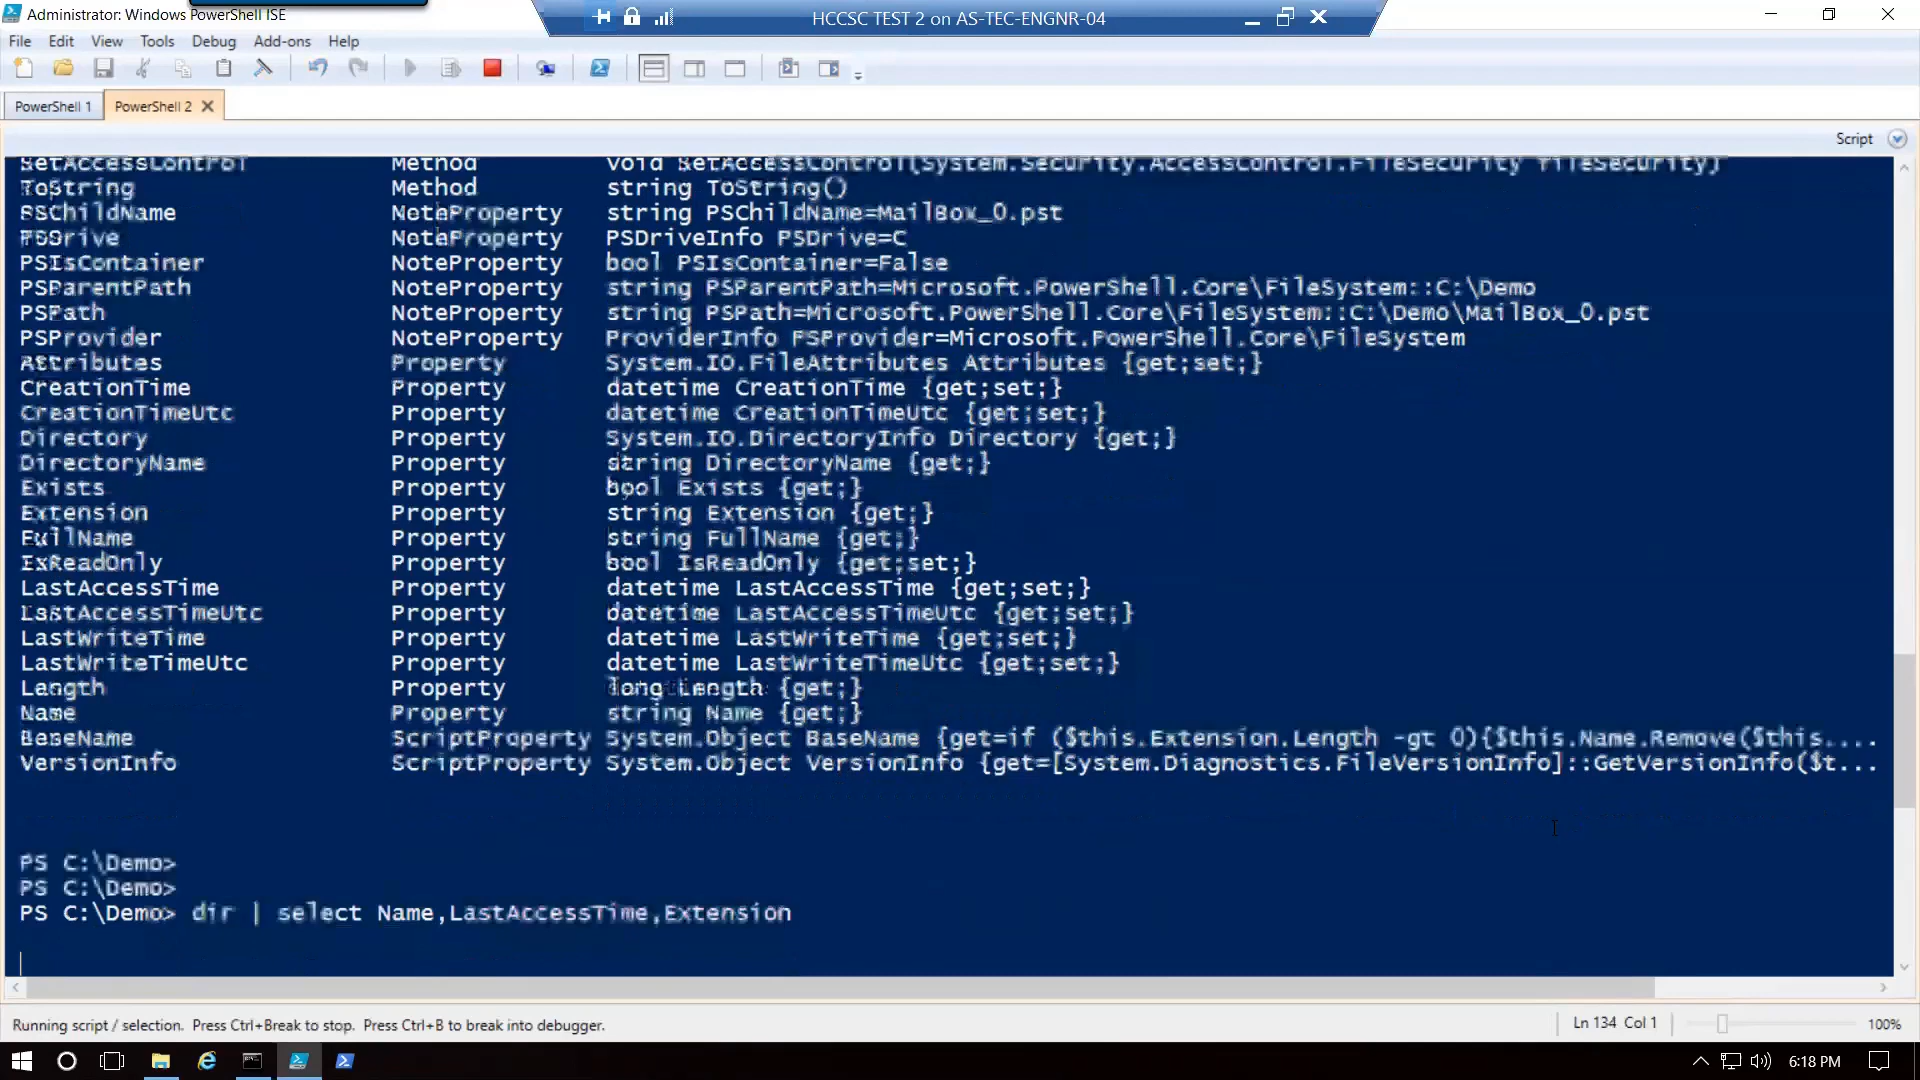 Administrator: Windows PowerShell ISE
HCCSC TEST 2 on AS-TEC-ENGNR-04
File Edit View Tools Debug Add-ons Help
PowerShell 1 PowerShell 2
Script
SetAccessControl Method void SetAccessControl(System.Security.AccessControl.FileSecurity fileSecurity)
ToString Method string ToString()
PSChildName NoteProperty string PSChildName=MailBox_0.pst
PSDrive NoteProperty PSDriveInfo PSDrive=C
PSIsContainer NoteProperty bool PSIsContainer=False
PSParentPath NoteProperty string PSParentPath=Microsoft.PowerShell.Core\FileSystem::C:\Demo
PSPath NoteProperty string PSPath=Microsoft.PowerShell.Core\FileSystem::C:\Demo\MailBox_0.pst
PSProvider NoteProperty ProviderInfo PSProvider=Microsoft.PowerShell.Core\FileSystem
Attributes Property System.IO.FileAttributes Attributes {get;set;}
CreationTime Property datetime CreationTime {get;set;}
CreationTimeUtc Property datetime CreationTimeUtc {get;set;}
Directory Property System.IO.DirectoryInfo Directory {get;}
DirectoryName Property string DirectoryName {get;}
Exists Property bool Exists {get;}
Extension Property string Extension {get;}
FullName Property string FullName {get;}
IsReadOnly Property bool IsReadOnly {get;set;}
LastAccessTime Property datetime LastAccessTime {get;set;}
LastAccessTimeUtc Property datetime LastAccessTimeUtc {get;set;}
LastWriteTime Property datetime LastWriteTime {get;set;}
LastWriteTimeUtc Property datetime LastWriteTimeUtc {get;set;}
Length Property long Length {get;}
Name Property string Name {get;}
BaseName ScriptProperty System.Object BaseName {get=if ($this.Extension.Length -gt 0){$this.Name.Remove($this....
VersionInfo ScriptProperty System.Object VersionInfo {get=[System.Diagnostics.FileVersionInfo]::GetVersionInfo($t...
PS C:\Demo>
PS C:\Demo>
PS C:\Demo> dir | select Name,LastAccessTime,Extension
Running script / selection. Press Ctrl+Break to stop. Press Ctrl+B to break into debugger.
Ln 134 Col 1
100%
6:18 PM